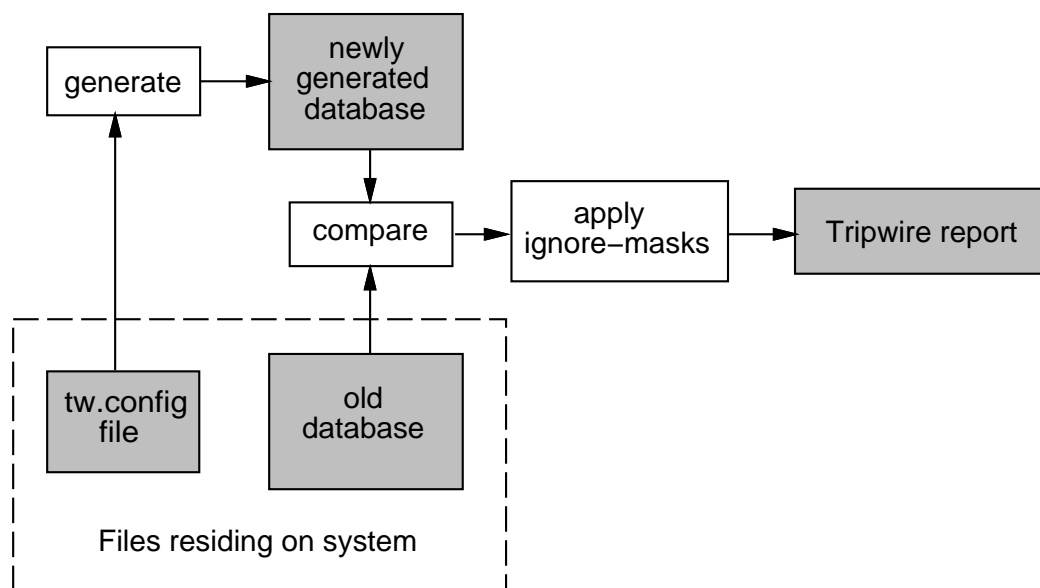 newly
generated
database
generate
compare
apply
ignore−masks
Tripwire report
tw.config
file
old
database
Files residing on system